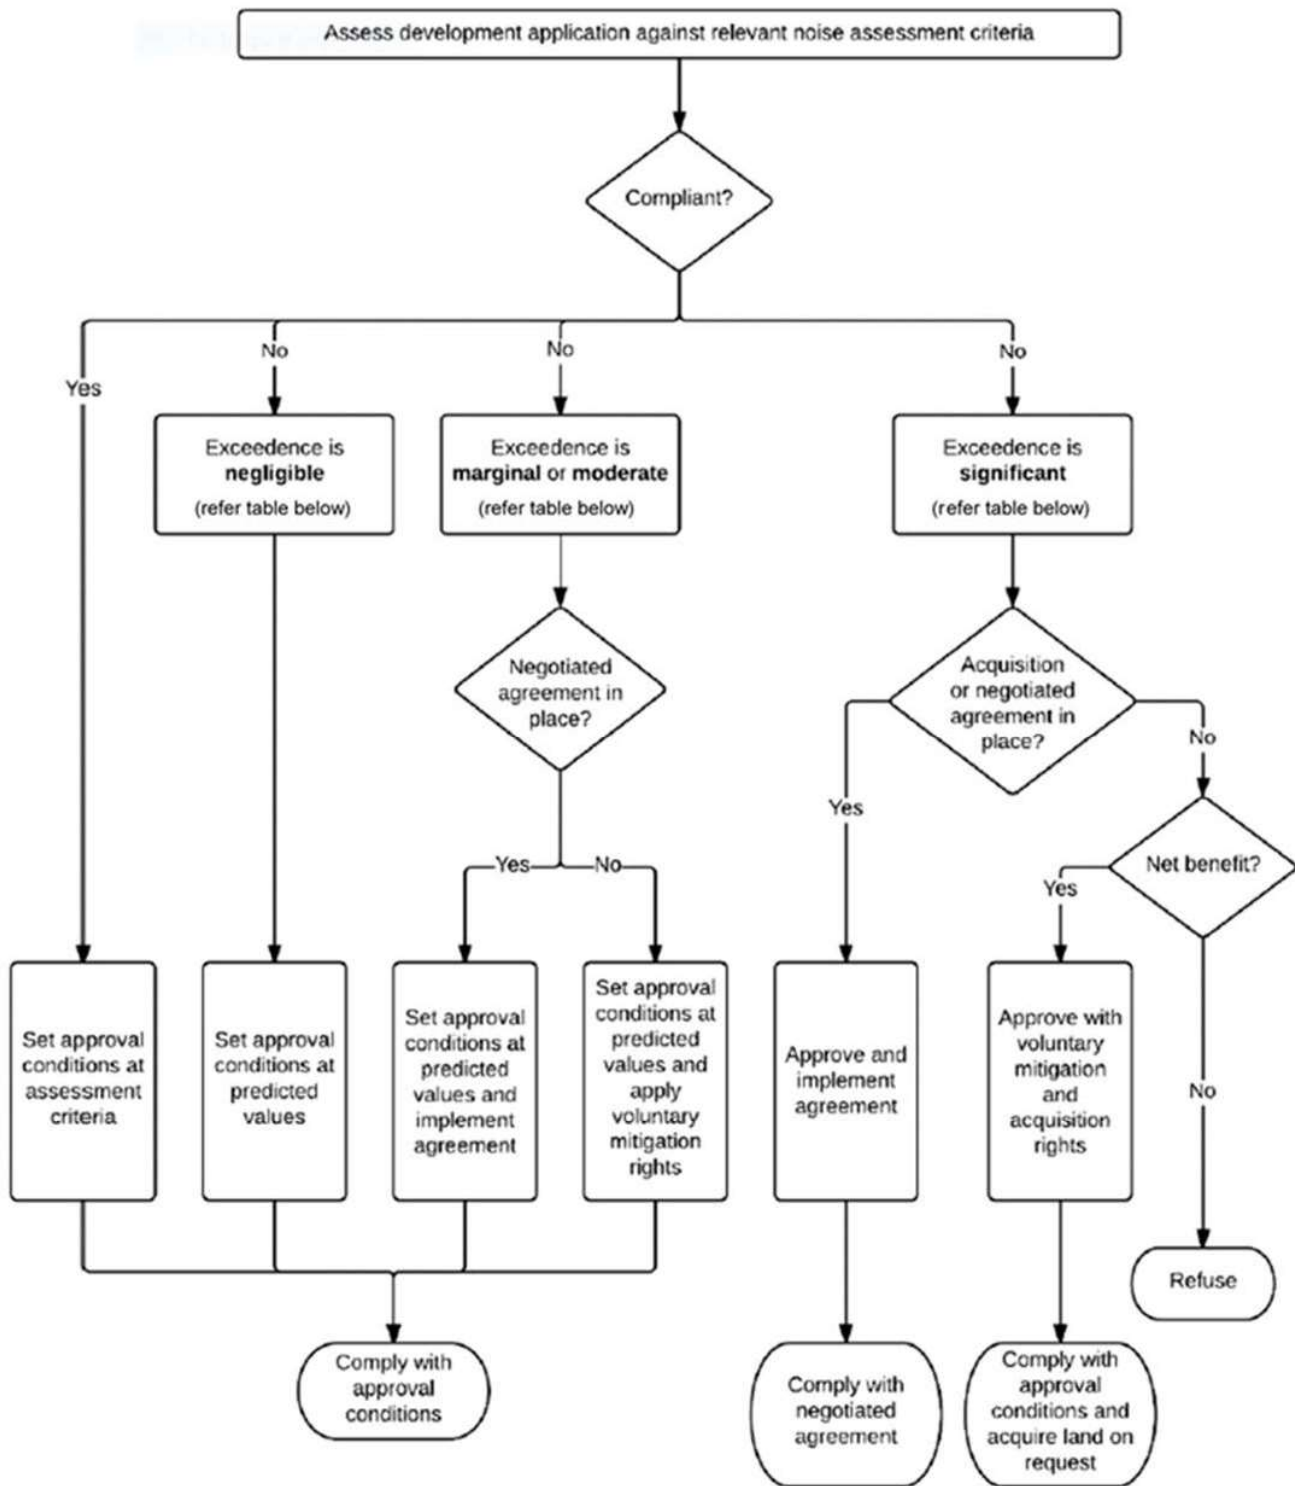 Assess development application against relevant noise assessment criteria
Compliant?
Yes
No
No
No
Exceedence is
negligible
(refer table below)
Exceedence is
marginal or moderate
(refer table below)
Exceedence is
significant
(refer table below)
Negotiated
agreement in
place?
Acquisition
or negotiated
agreement in
place?
Yes
No
Net benefit?
Yes
No
Yes
No
Set approval
conditions at
assessment
criteria
Set approval
conditions at
predicted
values
Set approval
conditions at
predicted
values and
implement
agreement
Set approval
conditions at
predicted
values and
apply
voluntary
mitigation
rights
Approve and
implement
agreement
Approve with
voluntary
mitigation
and
acquisition
rights
Refuse
Comply with
approval
conditions
Comply with
negotiated
agreement
Comply with
approval
conditions and
acquire land on
request